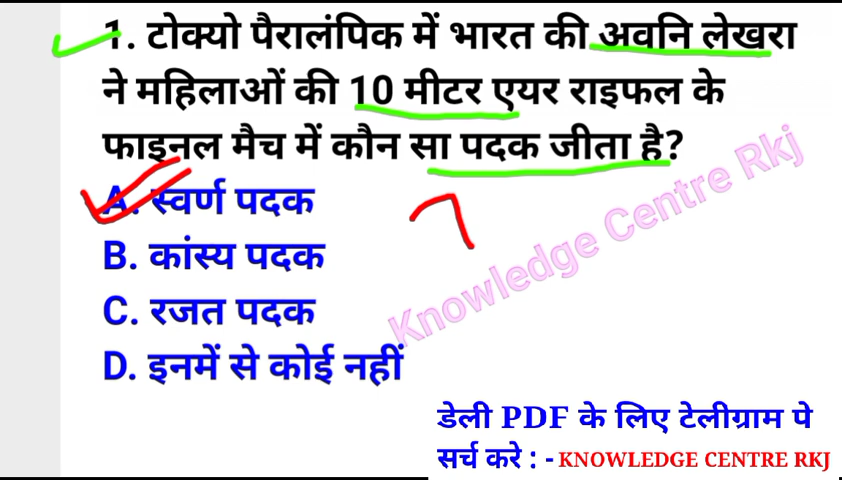 1. टोक्यो पैरालंपिक में भारत की अवनि लेखरा
ने महिलाओं की 10 मीटर एयर राइफल के
फाइनल मैच में कौन सा पदक जीता है?
A. स्वर्ण पदक
B. कांस्य पदक
C. रजत पदक
D. इनमें से कोई नहीं
Knowledge Centre Rkj
डेली PDF के लिए टेलीग्राम पे
सर्च करे : - KNOWLEDGE CENTRE RKJ